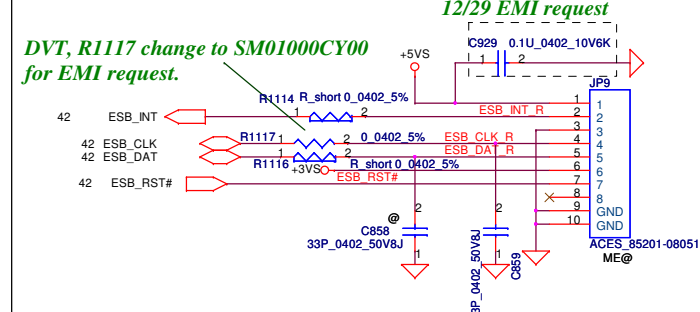 12/29 EMI request
DVT, R1117 change to SM01000CY00
for EMI request.
+5VS
C929 0.1U_0402_10V6K
1 2
JP9
R1114 R_short 0_0402_5%
42 ESB_INT 1 2 ESB_INT_R
42 ESB_CLK R1117 1 2 0_0402_5% ESB_CLK_R
42 ESB_DAT 1 2 ESB_DAT_R
R1116 R_short 0_0402_5%
+3VS
42 ESB_RST# ESB_RST#
1 1
2 2
3 3
4 4
5 5
6 6
7 7
8 8
9 GND
10 GND
ACES_85201-08051
ME@
@
2
C858
33P_0402_50V8J
1
2
C859
3P_0402_50V8J
1